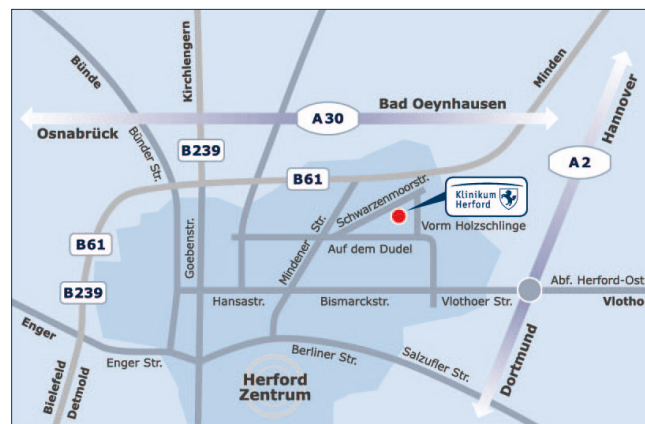 Bünde
Kirchlengern
Minden
Hannover
Osnabrück
A30
Bad Oeynhausen
Bünder Str.
B239
A2
B61
Schwarzenmoorstr.
Klinikum
Herford
Vorm Holzschlinge
Goebenstr.
Mindener Str.
Auf dem Dudel
B61
B239
Hansastr.
Bismarckstr.
Vlothoer Str.
Abf. Herford-Ost
Vlotho
Enger
Enger Str.
Berliner Str.
Salzufler Str.
Dortmund
Bielefeld
Detmold
Herford
Zentrum